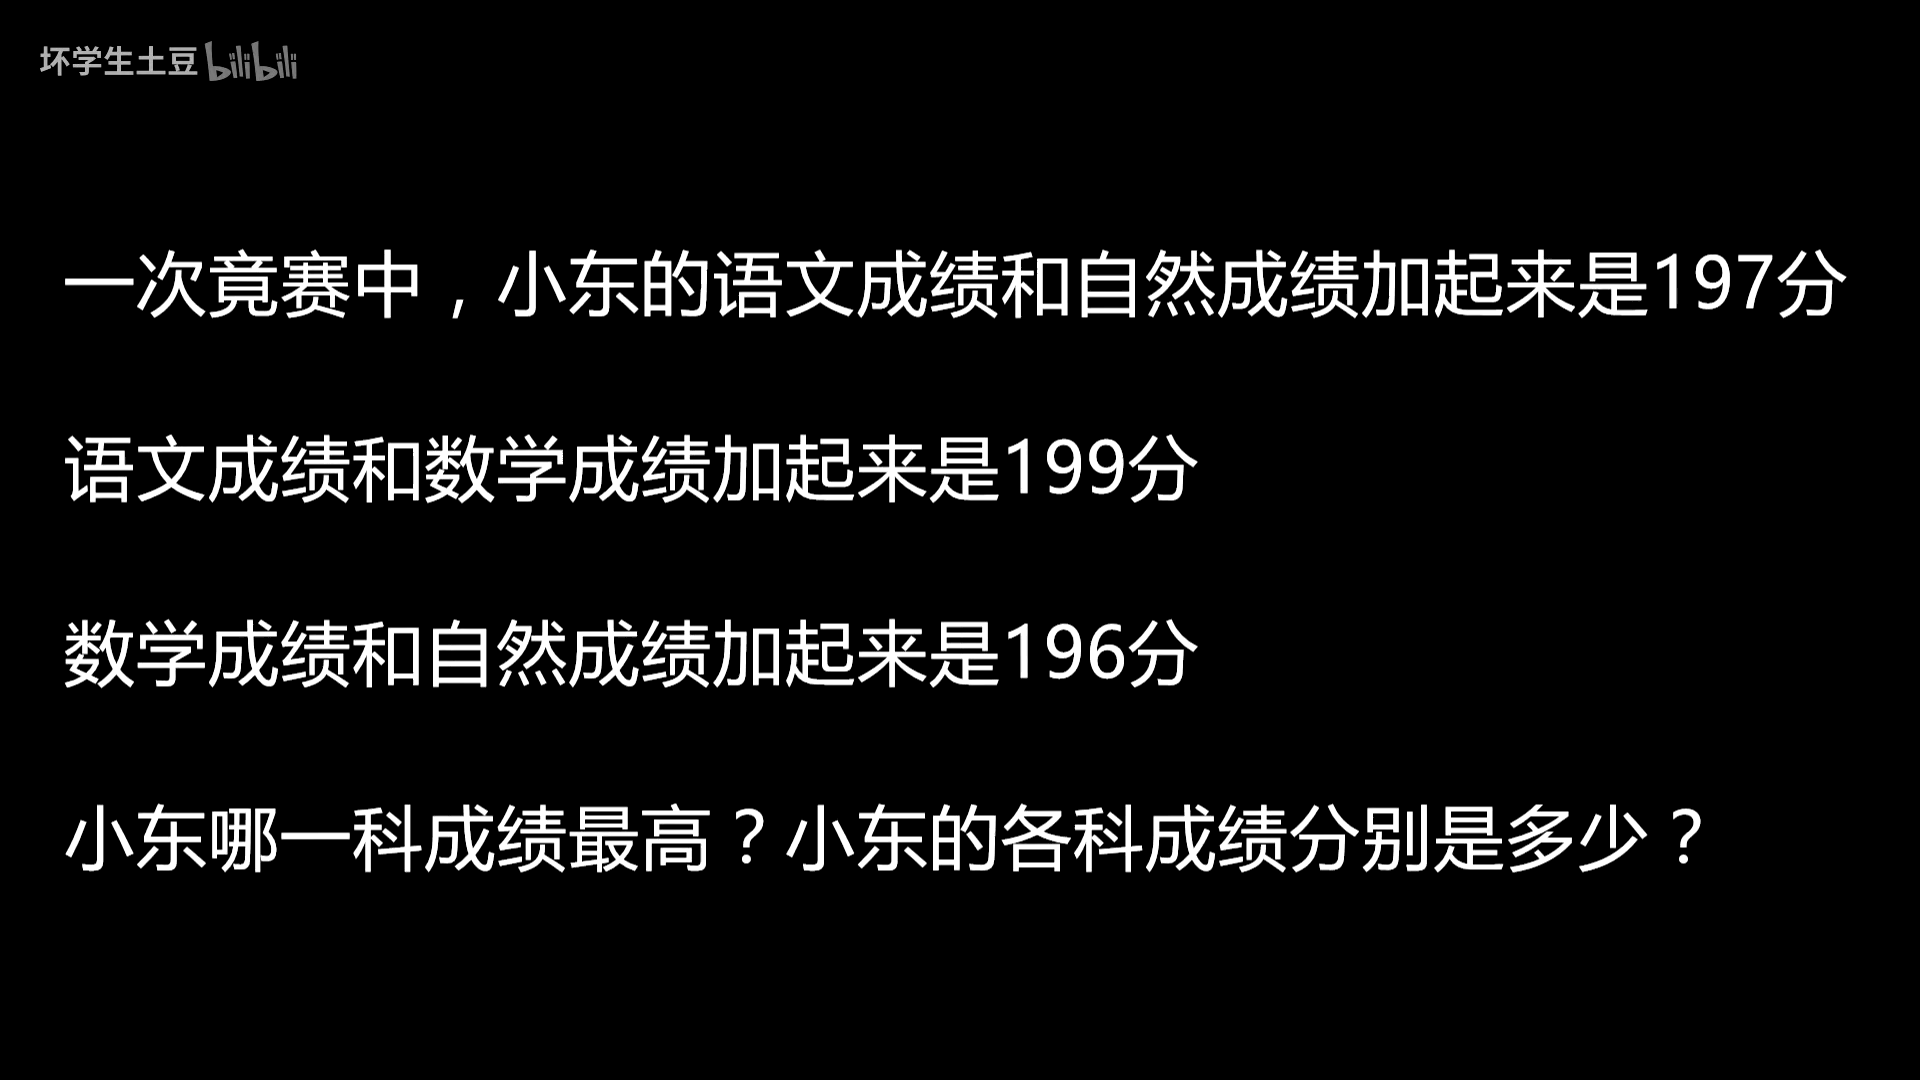 坏学生土豆 bilibili
一次竟赛中，小东的语文成绩和自然成绩加起来是197分
语文成绩和数学成绩加起来是199分
数学成绩和自然成绩加起来是196分
小东哪一科成绩最高？小东的各科成绩分别是多少？